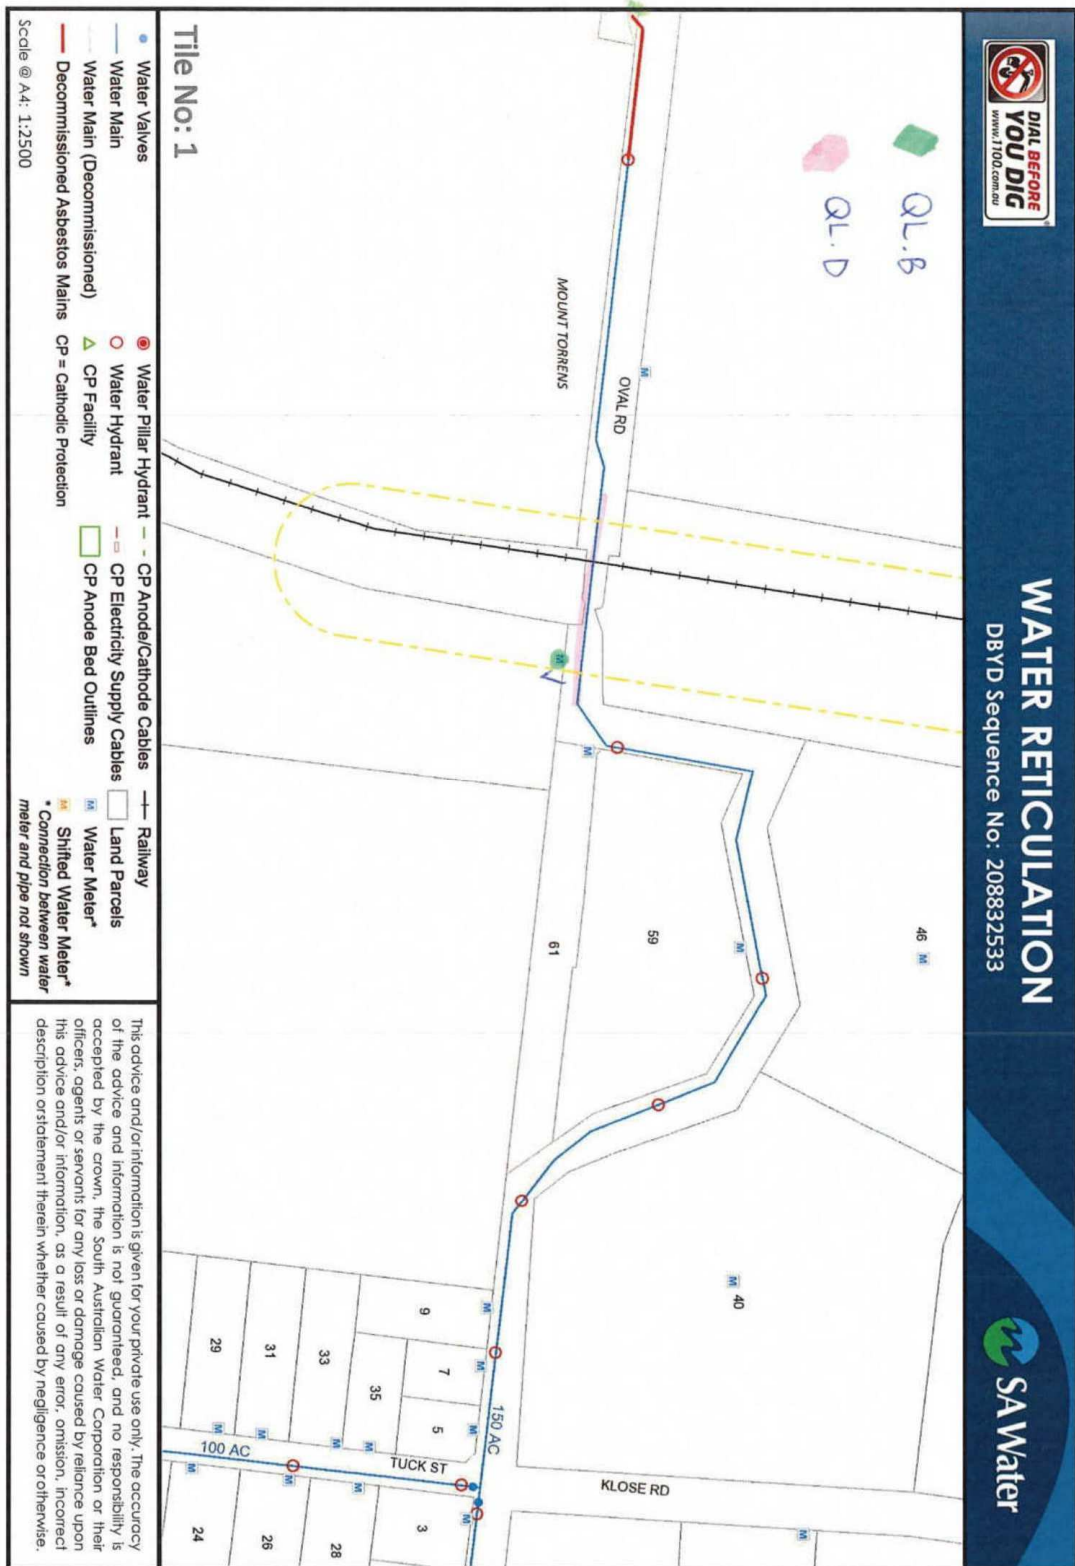 DIAL BEFORE
YOU DIG
www.1100.com.au
WATER RETICULATION
DBYD Sequence No: 208832533
SA Water
QL.B
QL.D
OVAL RD
MOUNT TORRENS
M
M
M
M
M
M
46
59
61
40
9
7
5
35
33
31
29
150 AC
100 AC
TUCK ST
KLOSE RD
3
28
26
24
M
M
M
M
M
M
M
M
M
M
M
M
Tile No: 1
Water Valves
Water Main
Water Main (Decommissioned)
Decommissioned Asbestos Mains
Scale @ A4: 1:2500
Water Pillar Hydrant
Water Hydrant
CP Facility
CP = Cathodic Protection
CP Anode/Cathode Cables
CP Electricity Supply Cables
CP Anode Bed Outlines
Railway
Land Parcels
M Water Meter*
M Shifted Water Meter*
* Connection between water
meter and pipe not shown
This advice and/or information is given for your private use only. The accuracy
of the advice and information is not guaranteed, and no responsibility is
accepted by the crown, the South Australian Water Corporation or their
officers, agents or servants for any loss or damage caused by reliance upon
this advice and/or information, as a result of any error, omission, incorrect
description orstatement therein whether caused by negligence or otherwise.